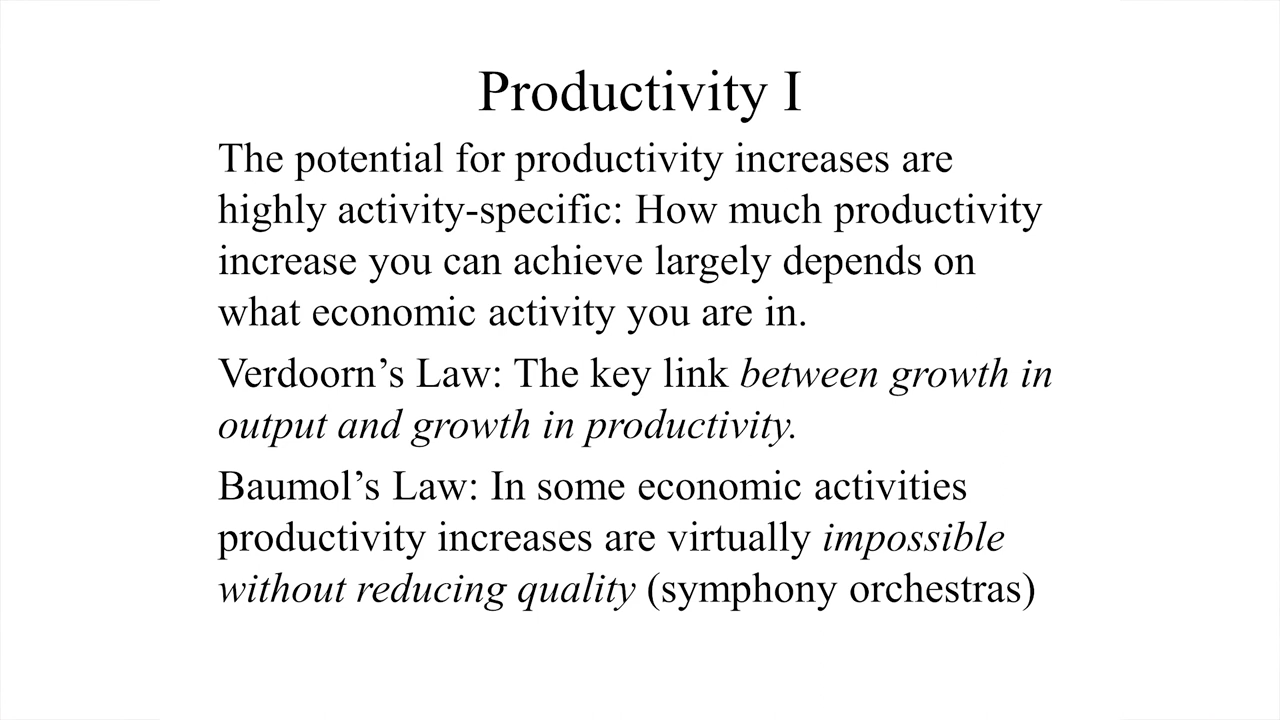 Productivity I
The potential for productivity increases are
highly activity-specific: How much productivity
increase you can achieve largely depends on
what economic activity you are in.
Verdoorn’s Law: The key link between growth in
output and growth in productivity.
Baumol’s Law: In some economic activities
productivity increases are virtually impossible
without reducing quality (symphony orchestras)